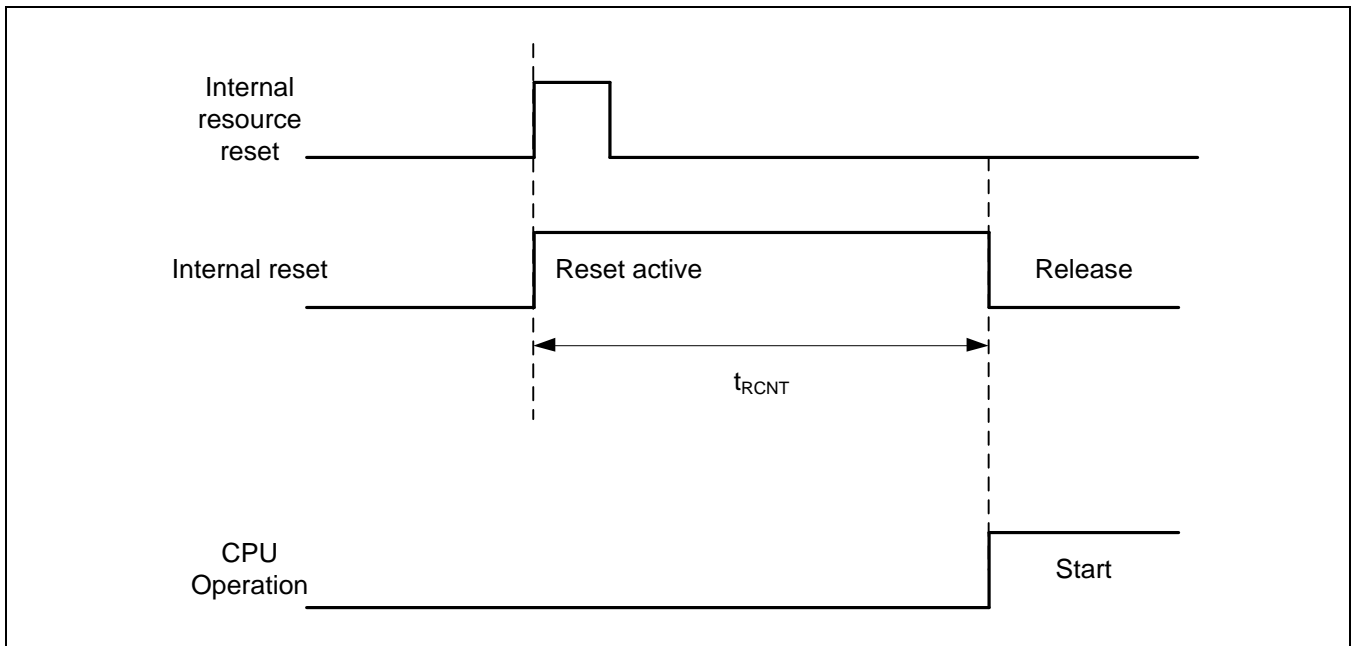 Internal
resource
reset
Internal reset
Reset active
Release
tRCNT
CPU
Operation
Start